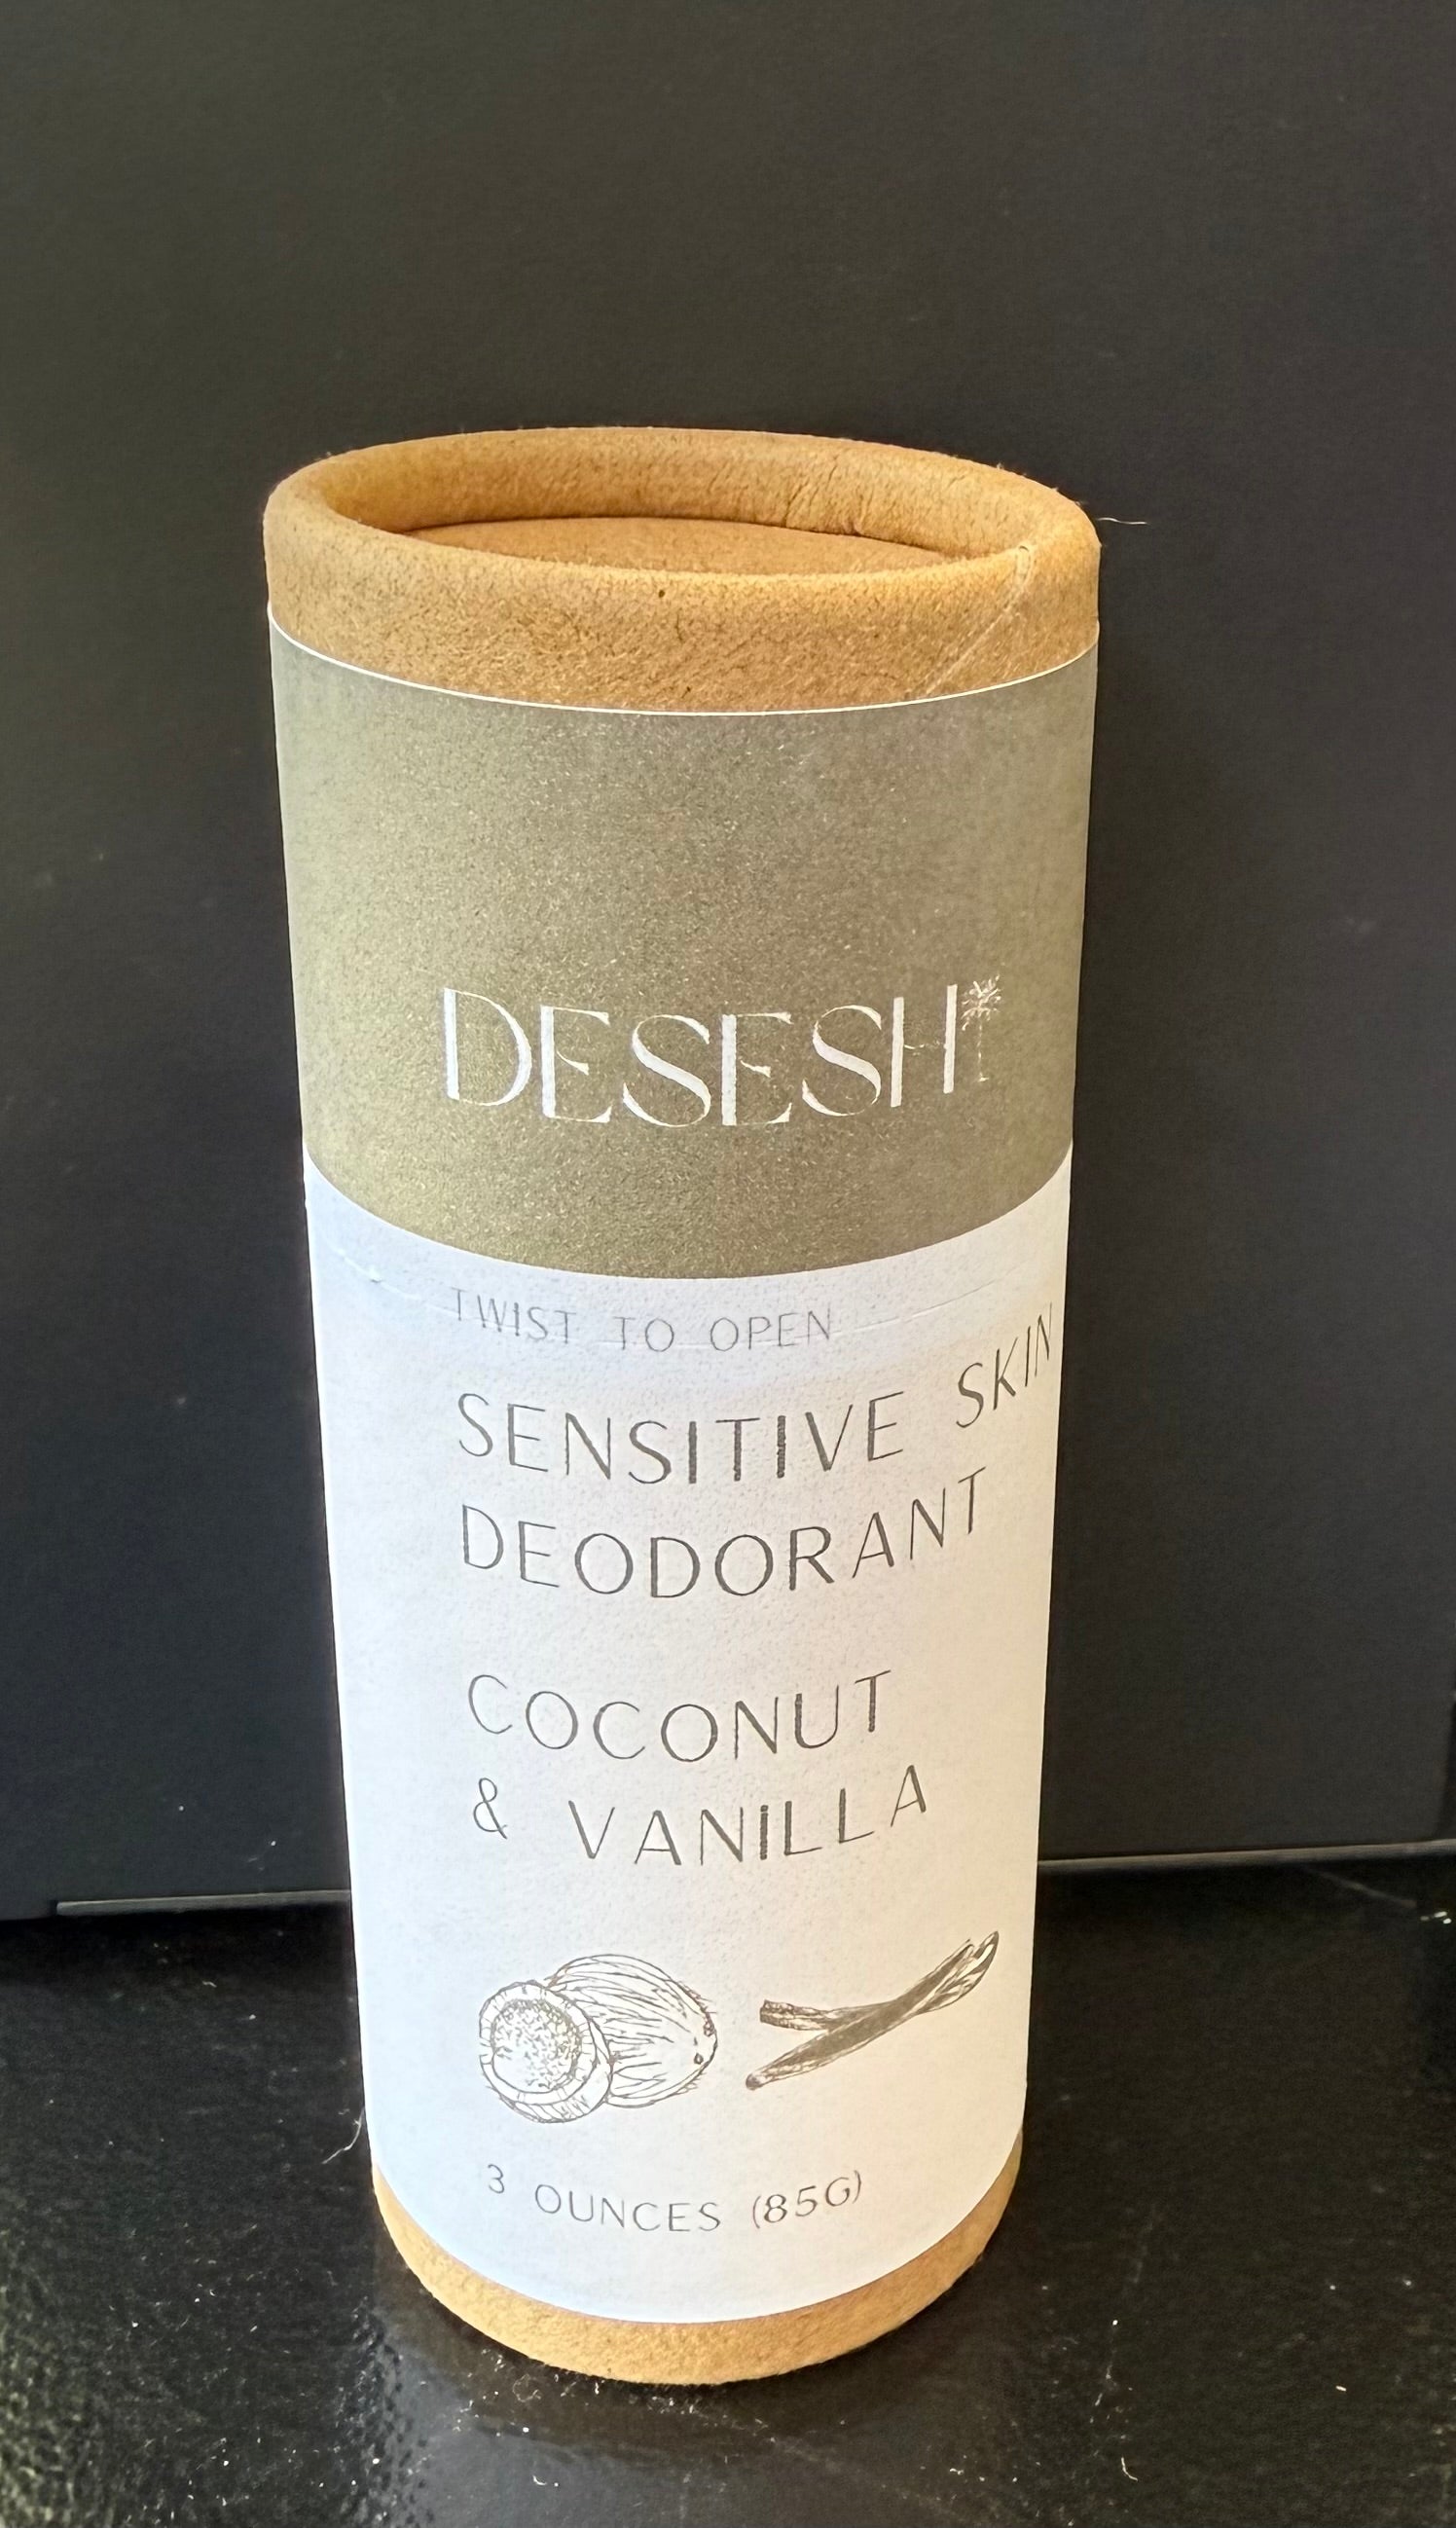 DESESH
TWIST TO OPEN
SENSITIVE SKIN
DEODORANT
COCONUT
& VANILLA
3 OUNCES (85G)